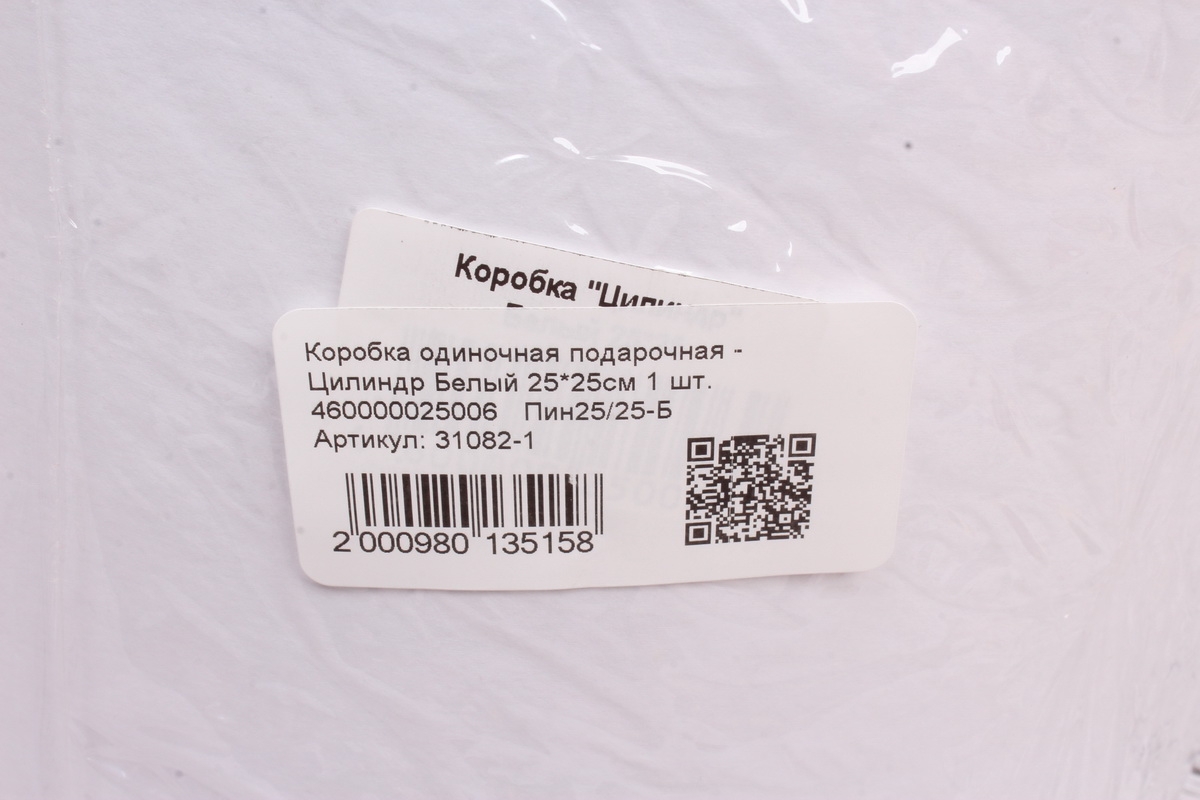 Коробка "Цилиндр"
Коробка одиночная подарочная -
Цилиндр Белый 25*25см 1 шт.
460000025006 Пин25/25-Б
Артикул: 31082-1
2 000980 135158